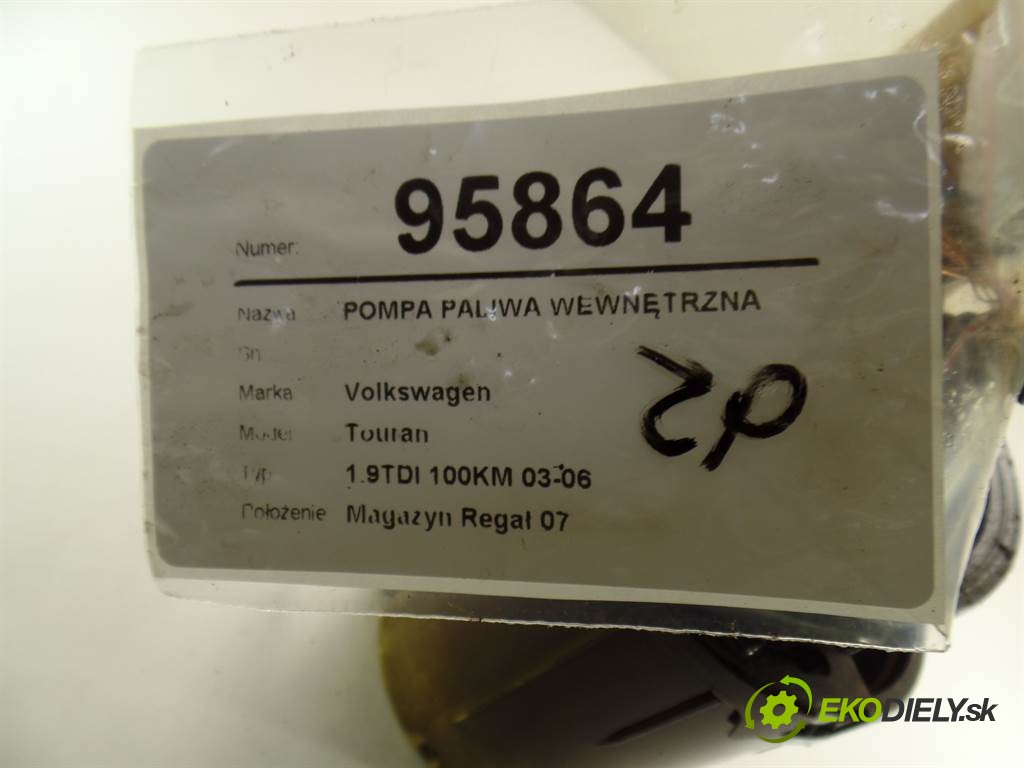 Numer: 95864
Nazwa POMPA PALIWA WEWNĘTRZNA
Sn
Marka Volkswagen
Model Touran
Typ 1.9TDI 100KM 03-06
Położenie Magazyn Regał 07
EKODIELY.sk